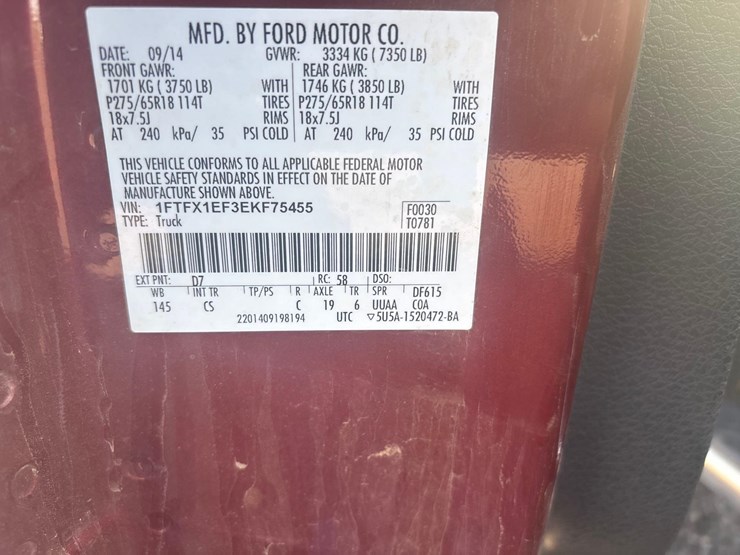 MFD. BY FORD MOTOR CO.
DATE: 09/14 GVWR: 3334 KG ( 7350 LB)
FRONT GAWR: REAR GAWR:
1701 KG ( 3750 LB) WITH 1746 KG ( 3850 LB) WITH
P275/65R18 114T TIRES P275/65R18 114T TIRES
18x7.5J RIMS 18x7.5J RIMS
AT 240 kPa/ 35 PSI COLD AT 240 kPa/ 35 PSI COLD
THIS VEHICLE CONFORMS TO ALL APPLICABLE FEDERAL MOTOR
VEHICLE SAFETY STANDARDS IN EFFECT ON THE DATE OF
MANUFACTURE SHOWN ABOVE.
VIN: 1FTFX1EF3EKF75455 F0030
TYPE: Truck T0781
EXT PNT: D7 RC: 58 DSO:
WB INT TR TP/PS R AXLE TR SPR DF615
145 CS C 19 6 UUAA COA
2201409198194 UTC ▽5U5A-1520472-BA